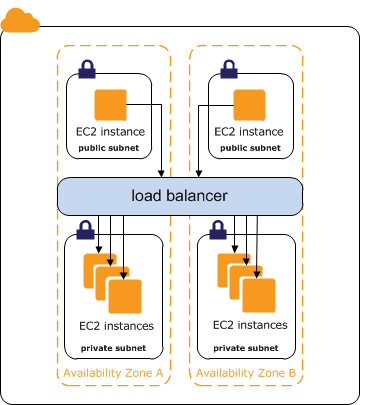 EC2 instance
public subnet
EC2 instance
public subnet
load balancer
EC2 instances
private subnet
EC2 instances
private subnet
Availability Zone A
Availability Zone B